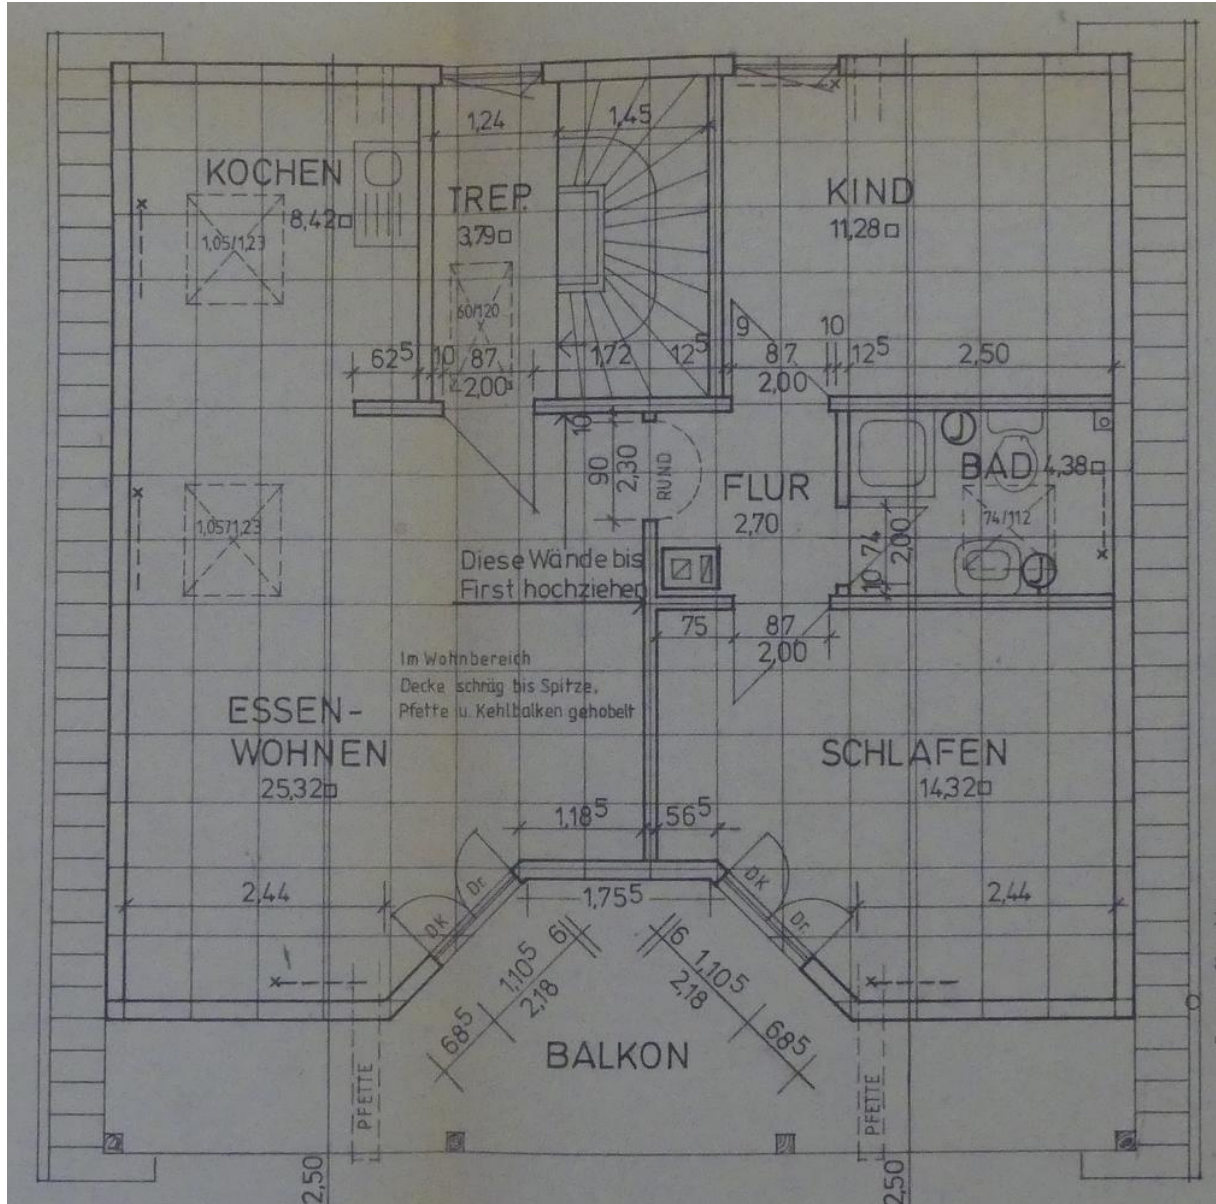 1,24
1,45
KOCHEN
8,42
1,05/1,23
TREP.
3,79
60/120
KIND
11,28
62⁵
10
87
2,00
1,72
12⁵
9
87
2,00
10
12⁵
2,50
10
90
2,30
RUND
FLUR
2,70
BAD 4,38
74/112
1,05/1,23
10 74
2,00
Diese Wände bis
First hochziehen
75
87
2,00
Im Wohnbereich
Decke schräg bis Spitze.
Pfette u. Kehlbalken gehobelt
ESSEN-
WOHNEN
25,32
SCHLAFEN
14,32
1,18⁵
56⁵
2,44
DK
Dr.
1,75⁵
DK
Dr.
2,44
68⁵
1,10⁵
2,18
6
6
1,10⁵
2,18
68⁵
BALKON
PFETTE
PFETTE
2,50
2,50